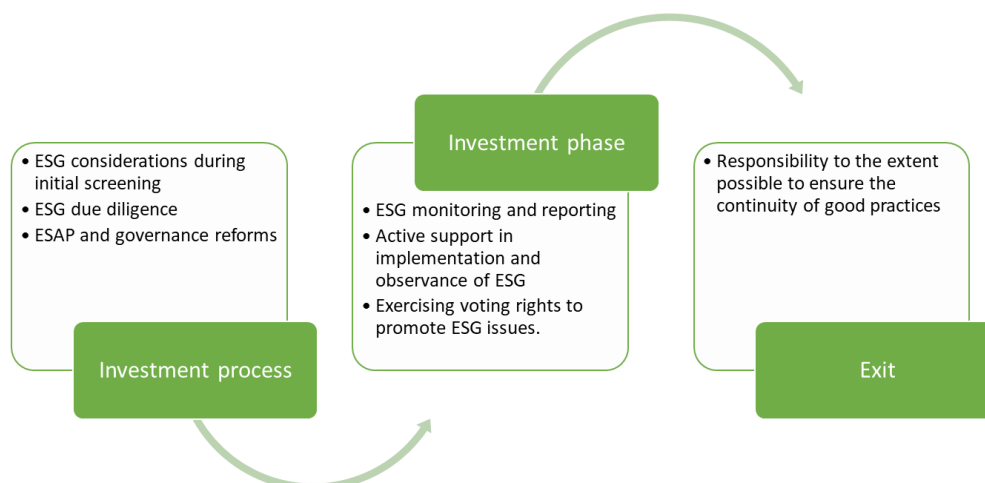 • ESG considerations during
initial screening
• ESG due diligence
• ESAP and governance reforms
Investment process
Investment phase
• ESG monitoring and reporting
• Active support in
implementation and
observance of ESG
• Exercising voting rights to
promote ESG issues.
• Responsibility to the extent
possible to ensure the
continuity of good practices
Exit